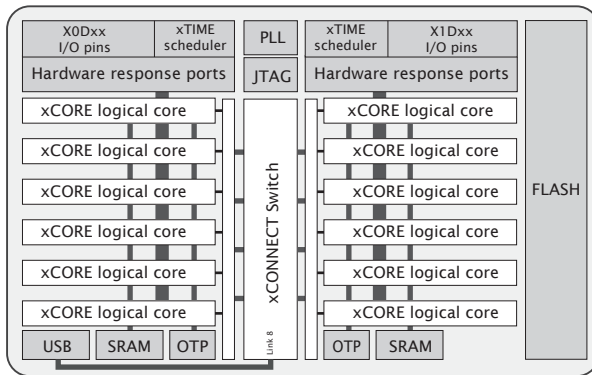 X0Dxx
I/O pins
xTIME
scheduler
PLL
xTIME
scheduler
X1Dxx
I/O pins
Hardware response ports
JTAG
Hardware response ports
xCORE logical core
xCORE logical core
xCORE logical core
xCORE logical core
xCORE logical core
xCORE logical core
xCONNECT Switch
Link 8
xCORE logical core
xCORE logical core
xCORE logical core
xCORE logical core
xCORE logical core
xCORE logical core
FLASH
USB
SRAM
OTP
OTP
SRAM